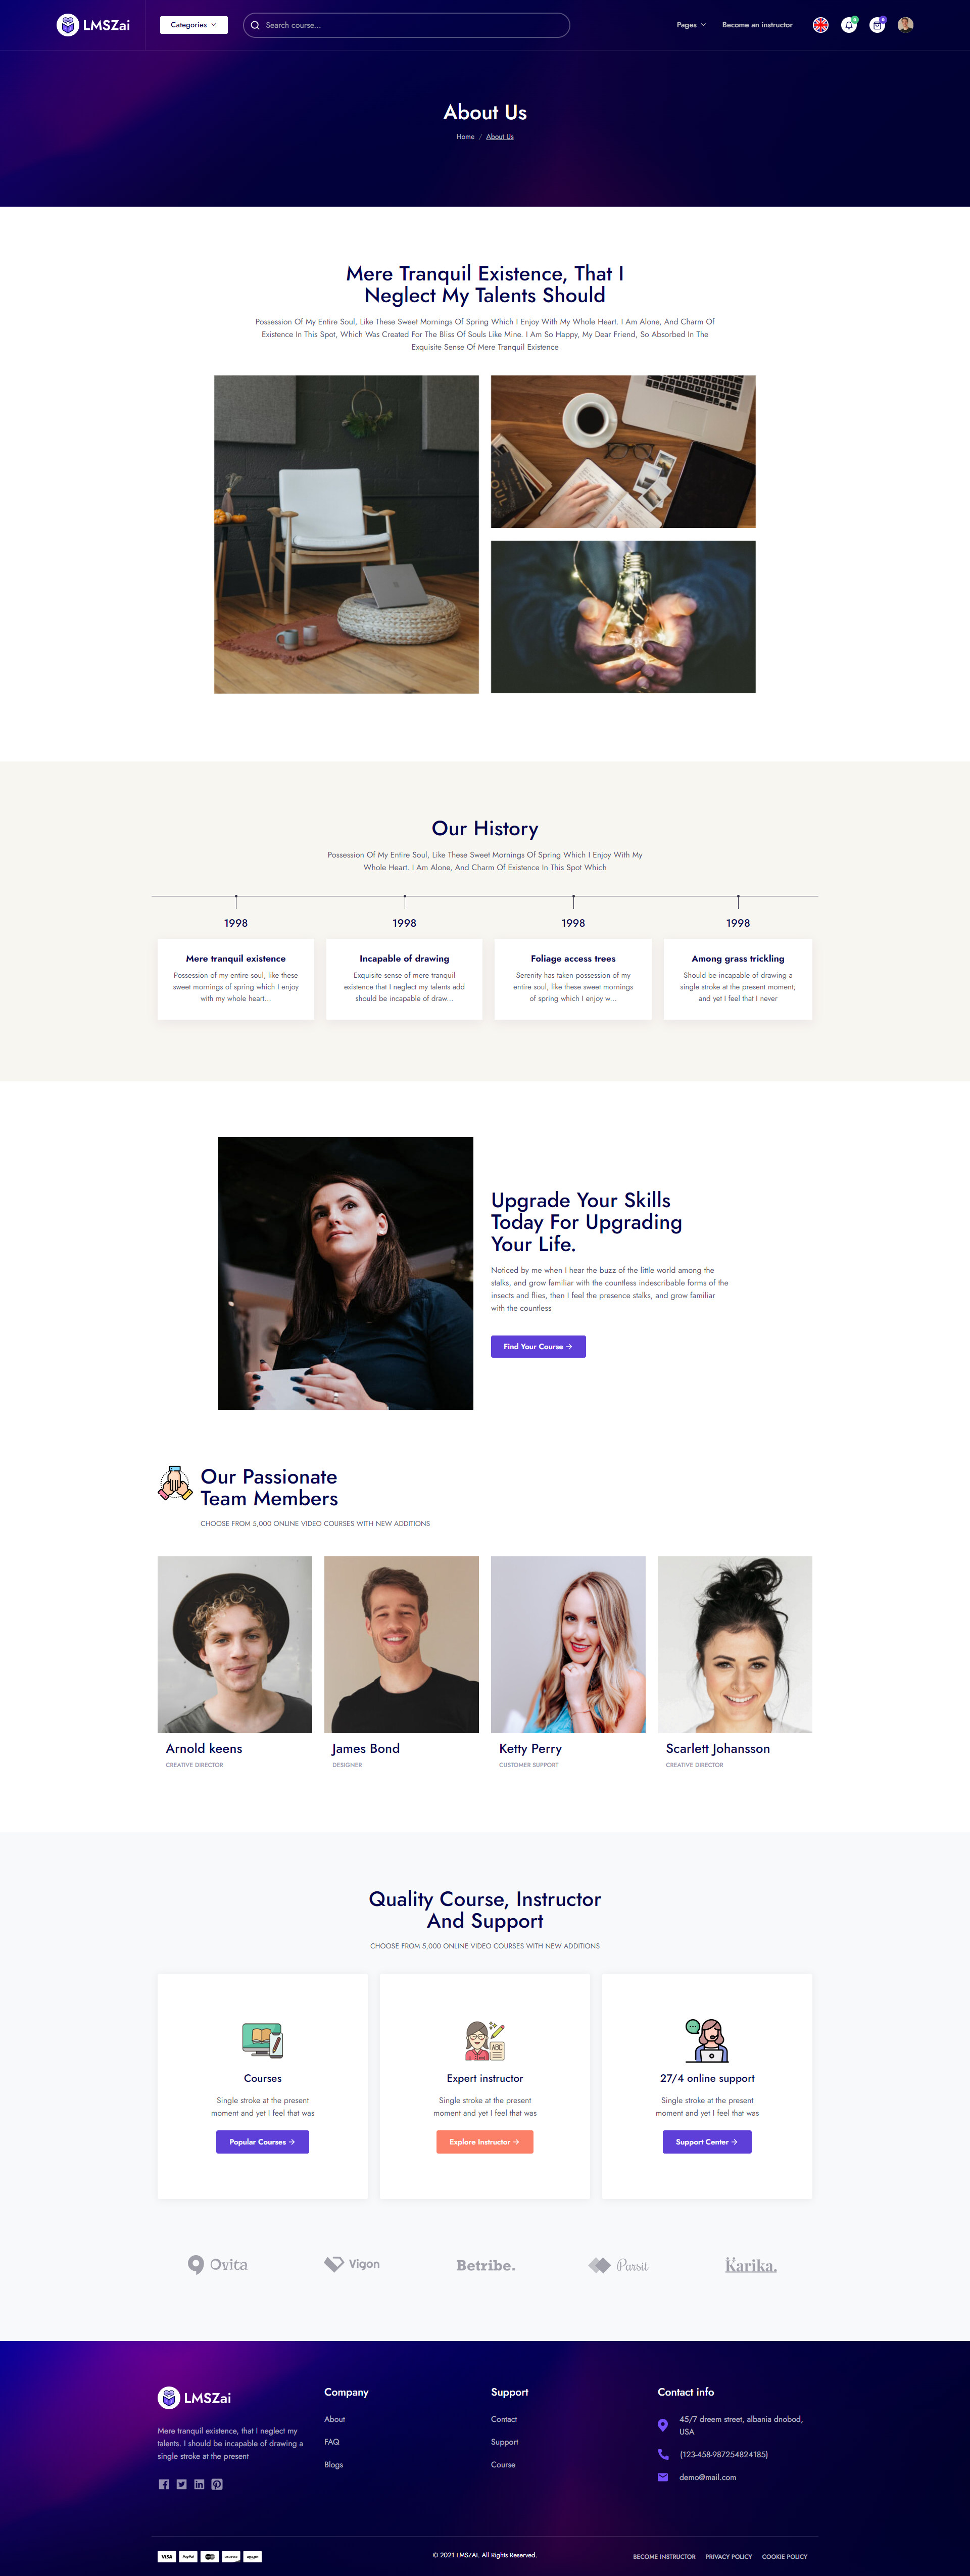 LMSZai
Categories
Search course...
Pages
Become an instructor
About Us
Home / About Us
Mere Tranquil Existence, That I
Neglect My Talents Should
Possession Of My Entire Soul, Like These Sweet Mornings Of Spring Which I Enjoy With My Whole Heart. I Am Alone, And Charm Of
Existence In This Spot, Which Was Created For The Bliss Of Souls Like Mine. I Am So Happy, My Dear Friend, So Absorbed In The
Exquisite Sense Of Mere Tranquil Existence
SOUL
Our History
Possession Of My Entire Soul, Like These Sweet Mornings Of Spring Which I Enjoy With My
Whole Heart. I Am Alone, And Charm Of Existence In This Spot Which
1998
1998
1998
1998
Mere tranquil existence
Possession of my entire soul, like these
sweet mornings of spring which I enjoy
with my whole heart...
Incapable of drawing
Exquisite sense of mere tranquil
existence that I neglect my talents add
should be incapable of draw...
Foliage access trees
Serenity has taken possession of my
entire soul, like these sweet mornings
of spring which I enjoy w...
Among grass trickling
Should be incapable of drawing a
single stroke at the present moment;
and yet I feel that I never
Upgrade Your Skills
Today For Upgrading
Your Life.
Noticed by me when I hear the buzz of the little world among the
stalks, and grow familiar with the countless indescribable forms of the
insects and flies, then I feel the presence stalks, and grow familiar
with the countless
Find Your Course
Our Passionate
Team Members
CHOOSE FROM 5,000 ONLINE VIDEO COURSES WITH NEW ADDITIONS
Arnold keens
CREATIVE DIRECTOR
James Bond
DESIGNER
Ketty Perry
CUSTOMER SUPPORT
Scarlett Johansson
CREATIVE DIRECTOR
Quality Course, Instructor
And Support
CHOOSE FROM 5,000 ONLINE VIDEO COURSES WITH NEW ADDITIONS
Courses
Single stroke at the present
moment and yet I feel that was
Popular Courses
ABC
Expert instructor
Single stroke at the present
moment and yet I feel that was
Explore Instructor
27/4 online support
Single stroke at the present
moment and yet I feel that was
Support Center
Ovita
Vigon
Betribe.
Parsit
Karika.
LMSZai
Mere tranquil existence, that I neglect my
talents. I should be incapable of drawing a
single stroke at the present
Company
About
FAQ
Blogs
Support
Contact
Support
Course
Contact info
45/7 dreem street, albania dnobod,
USA
(123-458-987254824185)
demo@mail.com
VISA
PayPal
© 2021 LMSZAI. All Rights Reserved.
BECOME INSTRUCTOR
PRIVACY POLICY
COOKIE POLICY